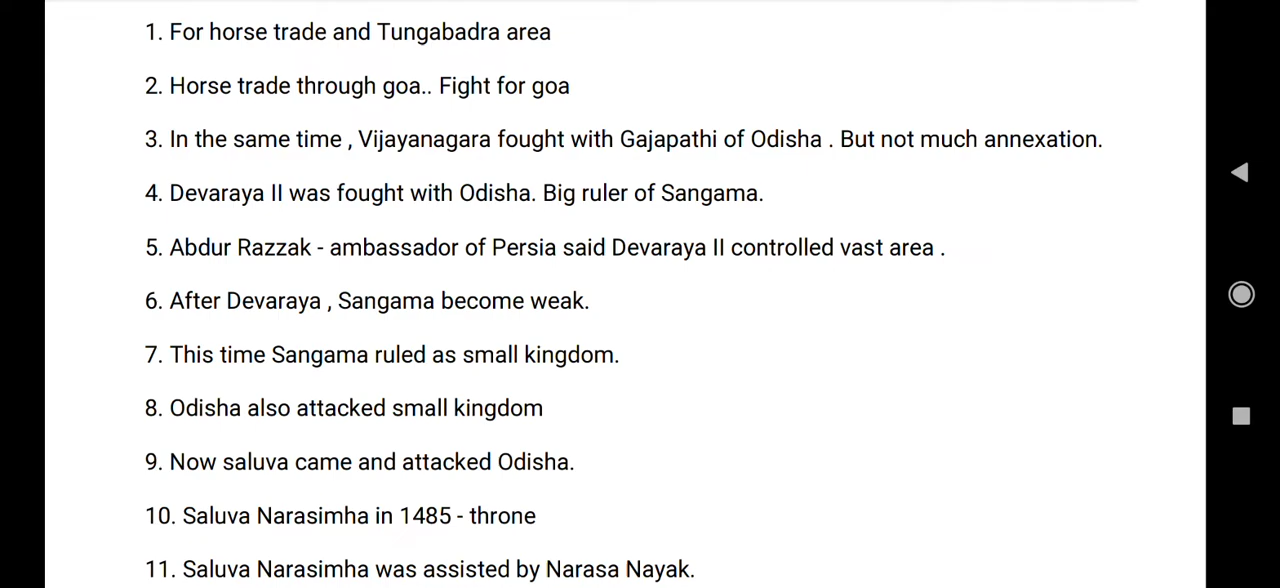 1. For horse trade and Tungabadra area
2. Horse trade through goa.. Fight for goa
3. In the same time , Vijayanagara fought with Gajapathi of Odisha . But not much annexation.
4. Devaraya II was fought with Odisha. Big ruler of Sangama.
5. Abdur Razzak - ambassador of Persia said Devaraya II controlled vast area .
6. After Devaraya , Sangama become weak.
7. This time Sangama ruled as small kingdom.
8. Odisha also attacked small kingdom
9. Now saluva came and attacked Odisha.
10. Saluva Narasimha in 1485 - throne
11. Saluva Narasimha was assisted by Narasa Nayak.